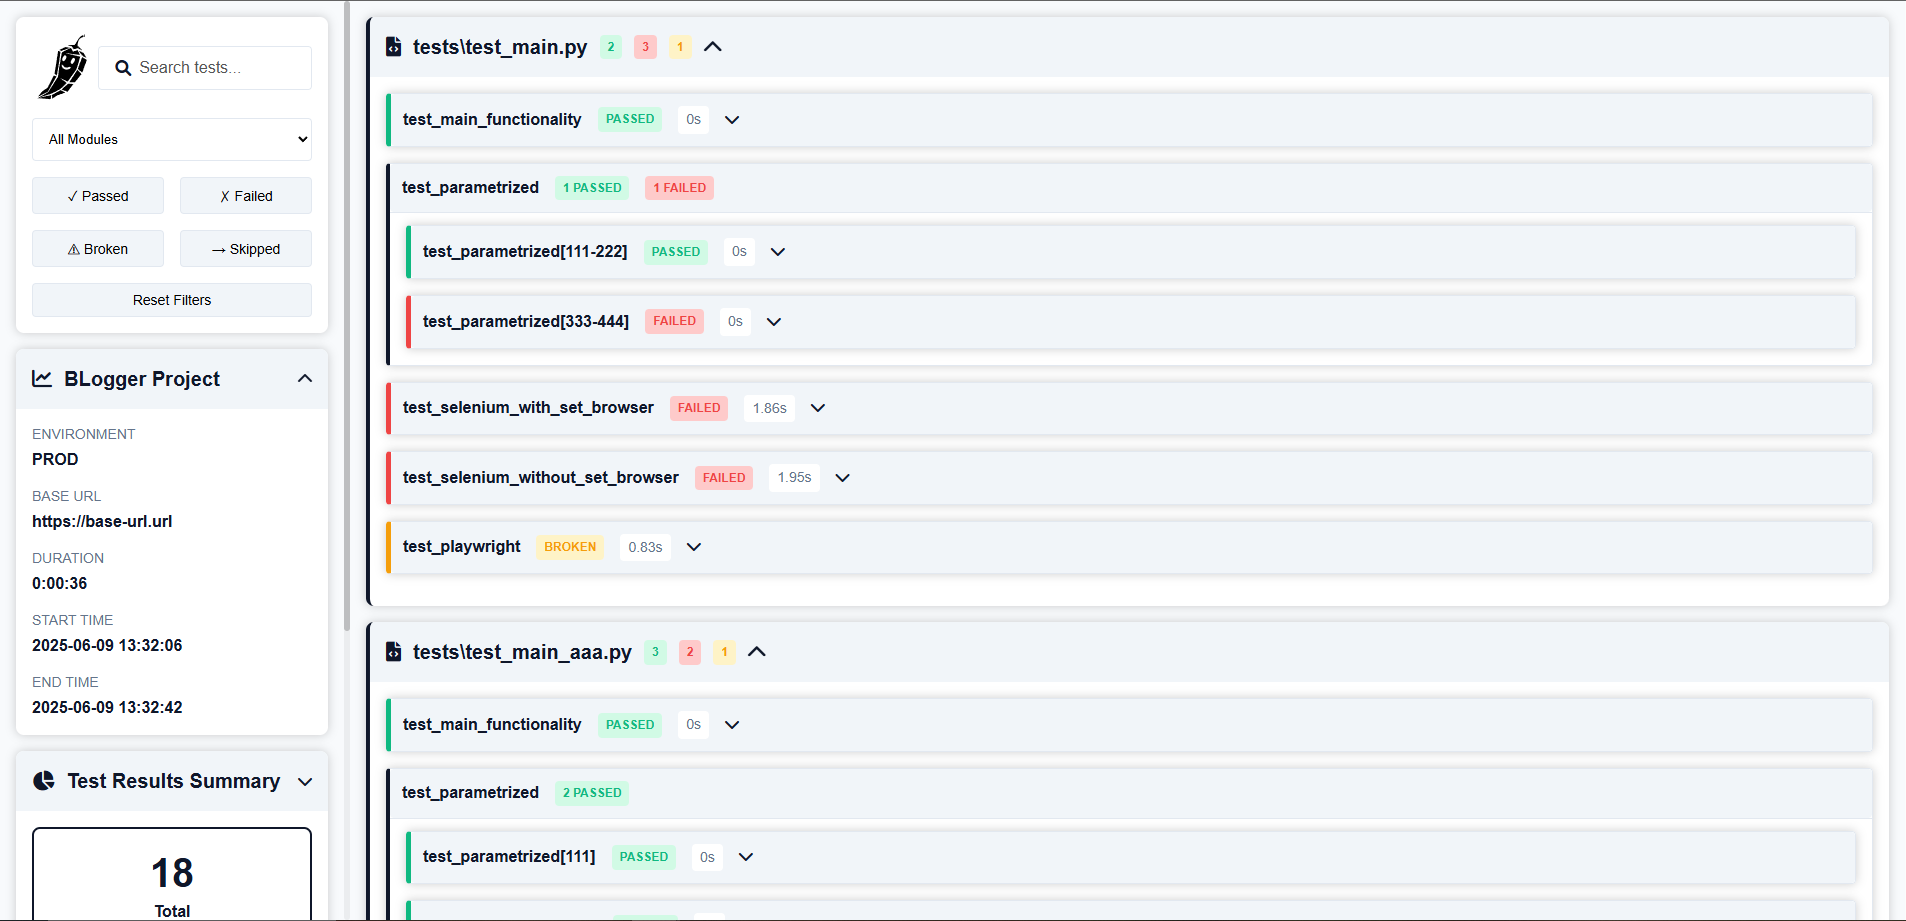 Search tests...
All Modules
✓ Passed
✗ Failed
⚠ Broken
→ Skipped
Reset Filters
BLogger Project
ENVIRONMENT
PROD
BASE URL
https://base-url.url
DURATION
0:00:36
START TIME
2025-06-09 13:32:06
END TIME
2025-06-09 13:32:42
Test Results Summary
18
Total
tests\test_main.py 2 3 1
test_main_functionality PASSED 0s
test_parametrized 1 PASSED 1 FAILED
test_parametrized[111-222] PASSED 0s
test_parametrized[333-444] FAILED 0s
test_selenium_with_set_browser FAILED 1.86s
test_selenium_without_set_browser FAILED 1.95s
test_playwright BROKEN 0.83s
tests\test_main_aaa.py 3 2 1
test_main_functionality PASSED 0s
test_parametrized 2 PASSED
test_parametrized[111] PASSED 0s